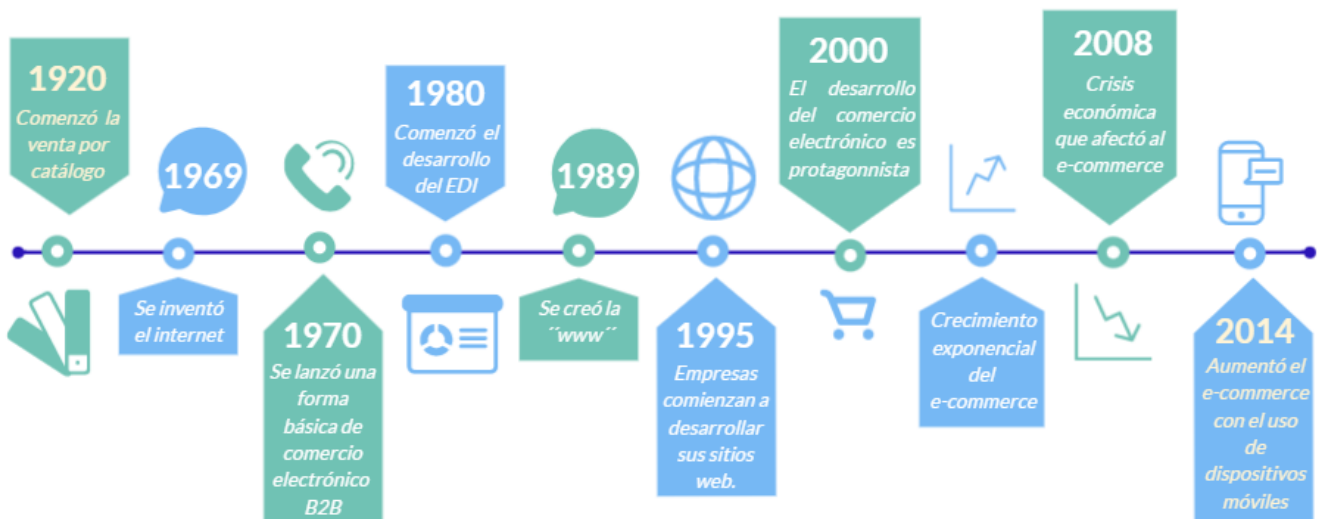 1920
Comenzó la
venta por
catálogo
1969
Se inventó
el internet
1970
Se lanzó una
forma
básica de
comercio
electrónico
B2B
1980
Comenzó el
desarrollo
del EDI
1989
Se creó la
´´www´´
1995
Empresas
comienzan a
desarrollar
sus sitios
web.
2000
El desarrollo
del comercio
electrónico es
protagonnista
Crecimiento
exponencial
del
e-commerce
2008
Crisis
económica
que afectó al
e-commerce
2014
Aumentó el
e-commerce
con el uso
de
dispositivos
móviles